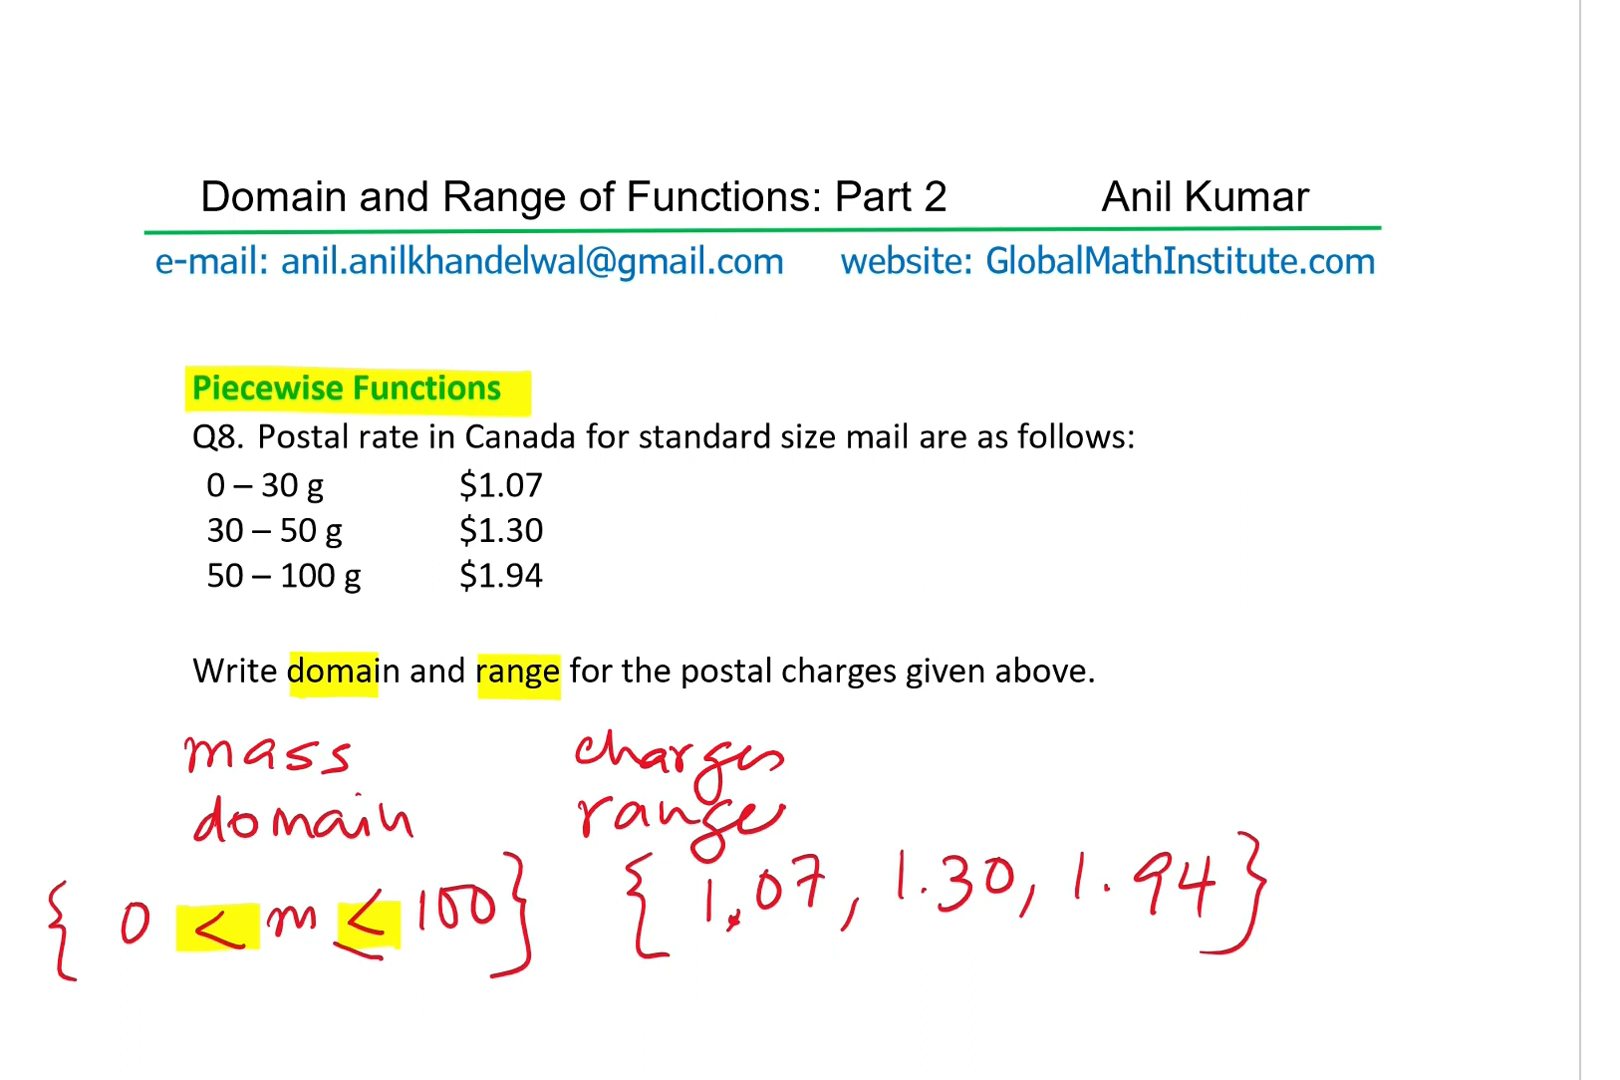 Domain and Range of Functions: Part 2 Anil Kumar
e-mail: anil.anilkhandelwal@gmail.com website: GlobalMathInstitute.com
Piecewise Functions
Q8. Postal rate in Canada for standard size mail are as follows:
0 – 30 g $1.07
30 – 50 g $1.30
50 – 100 g $1.94
Write domain and range for the postal charges given above.
mass charges
domain range
{ 0 < m ≤ 100} { 1.07, 1.30, 1.94}